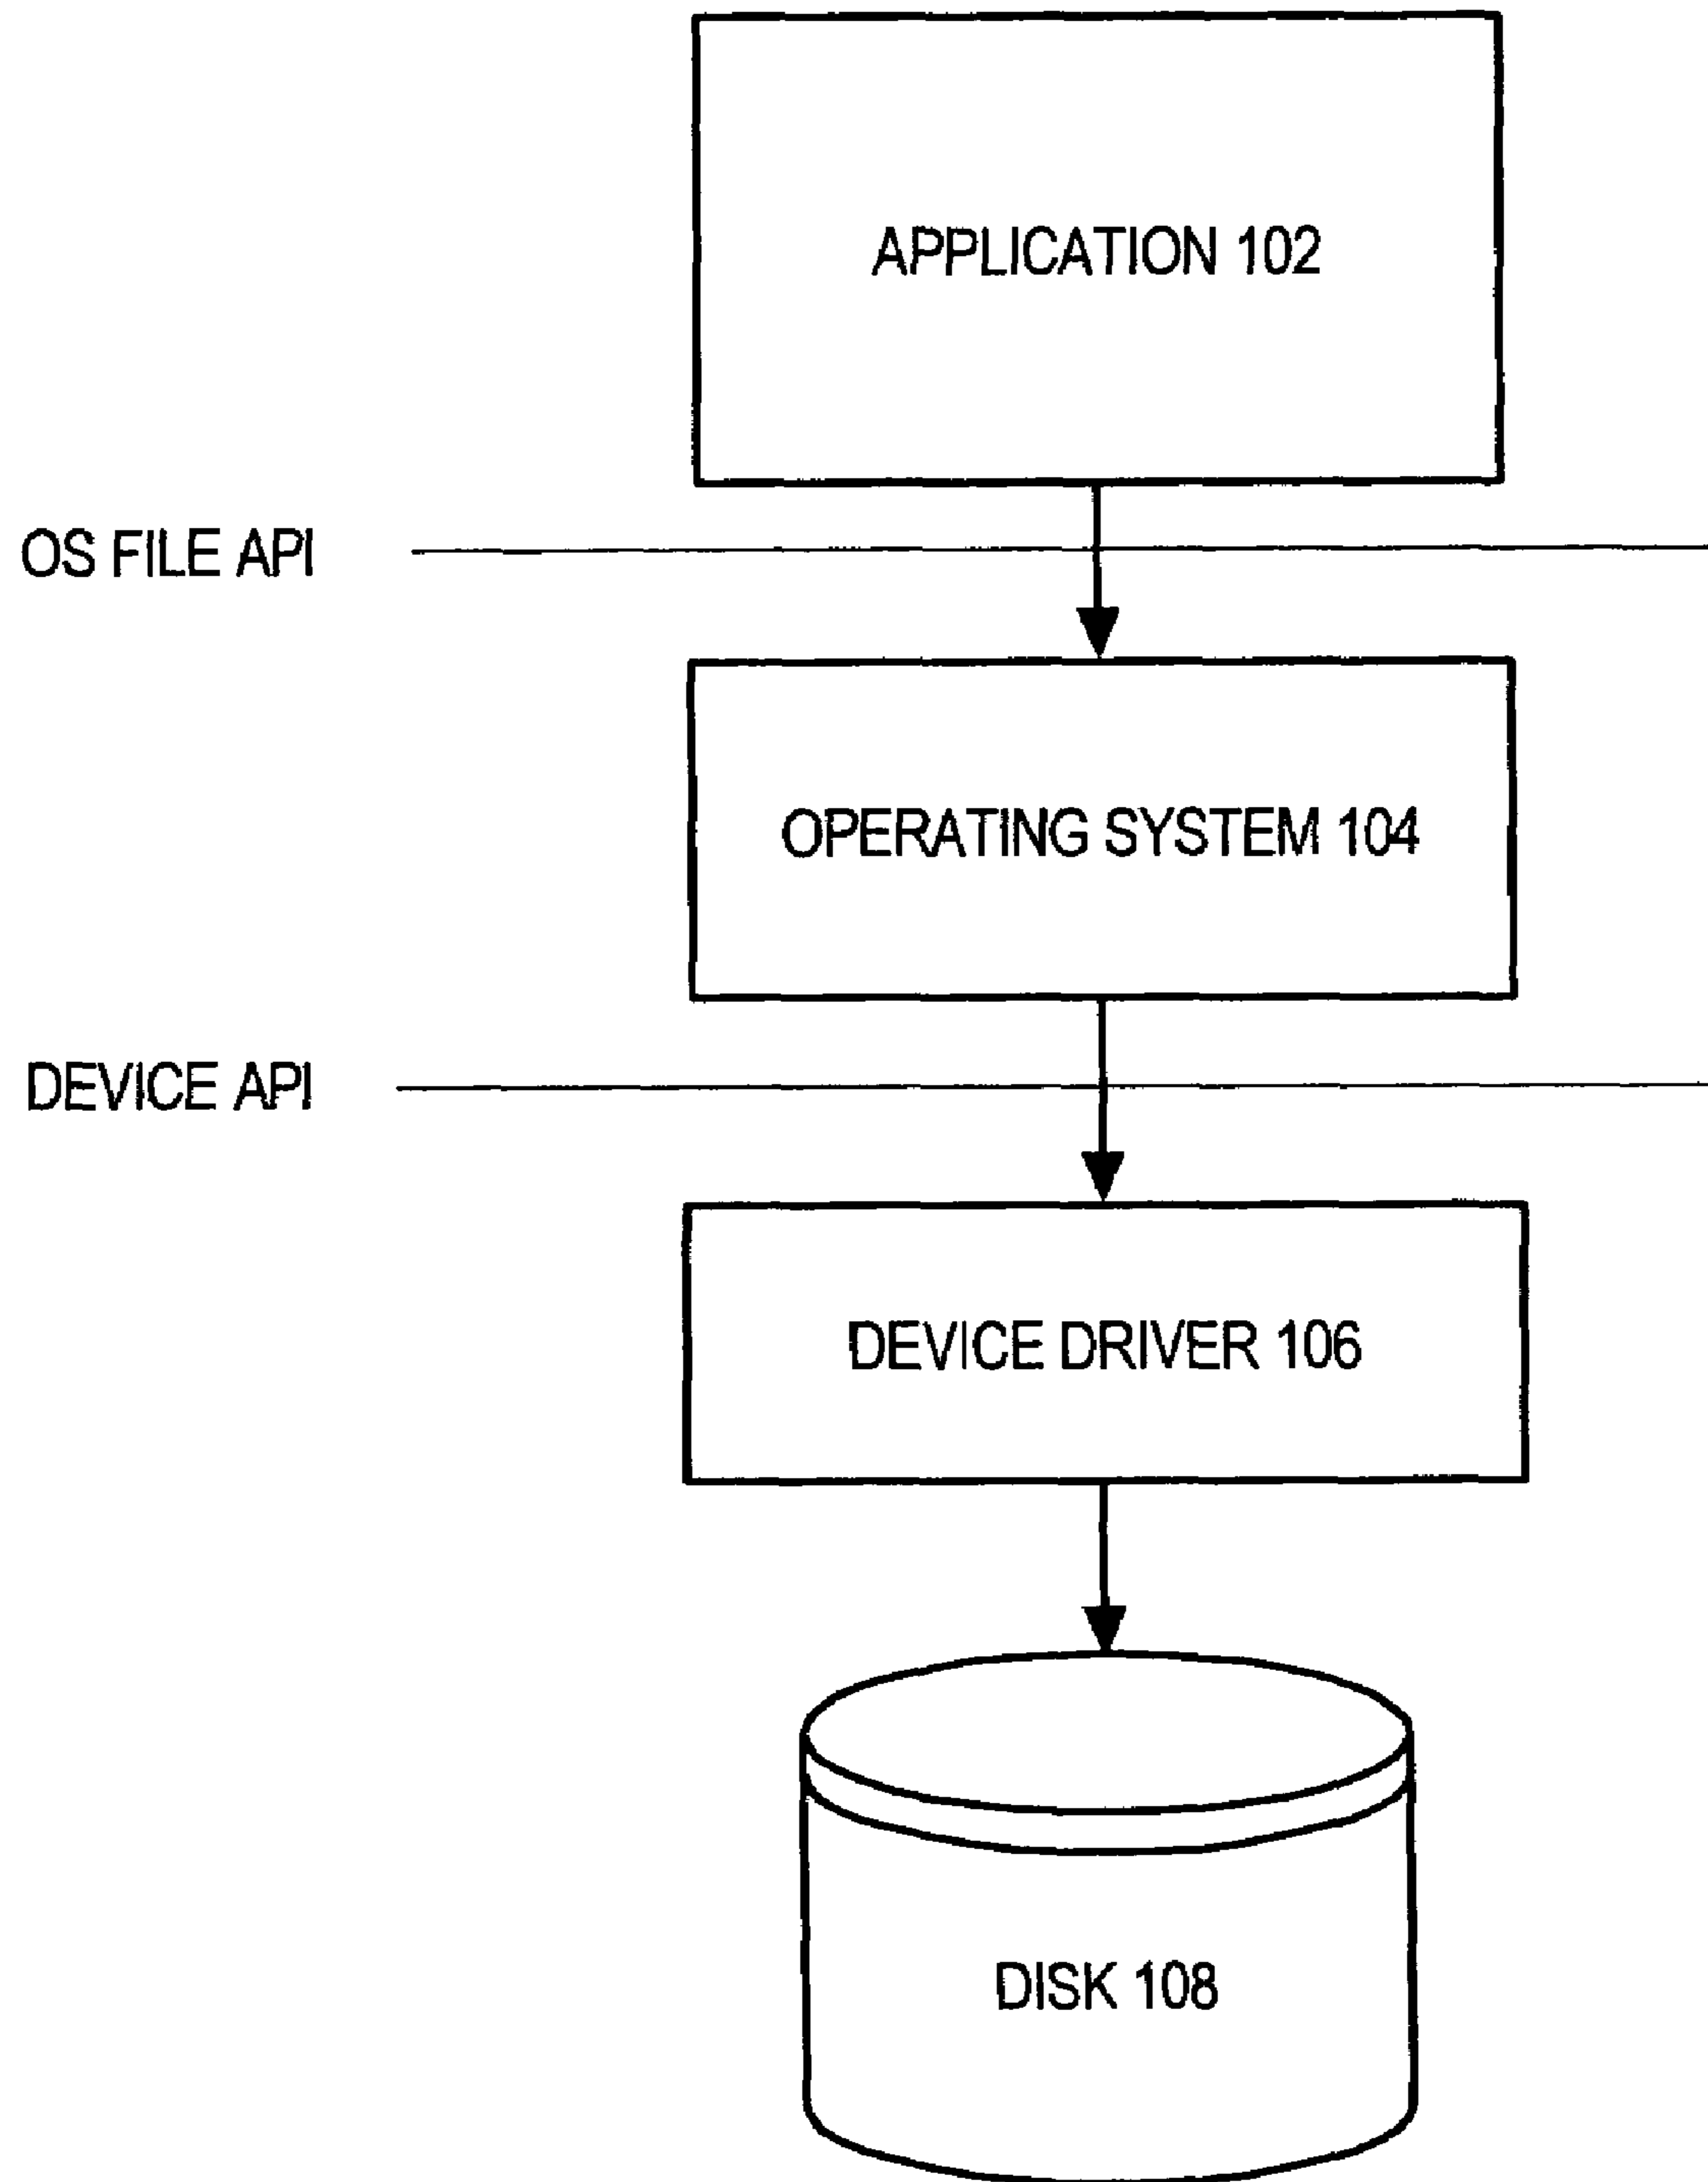 APPLICATION 102
OS FILE API
OPERATING SYSTEM 104
DEVICE API
DEVICE DRIVER 106
DISK 108